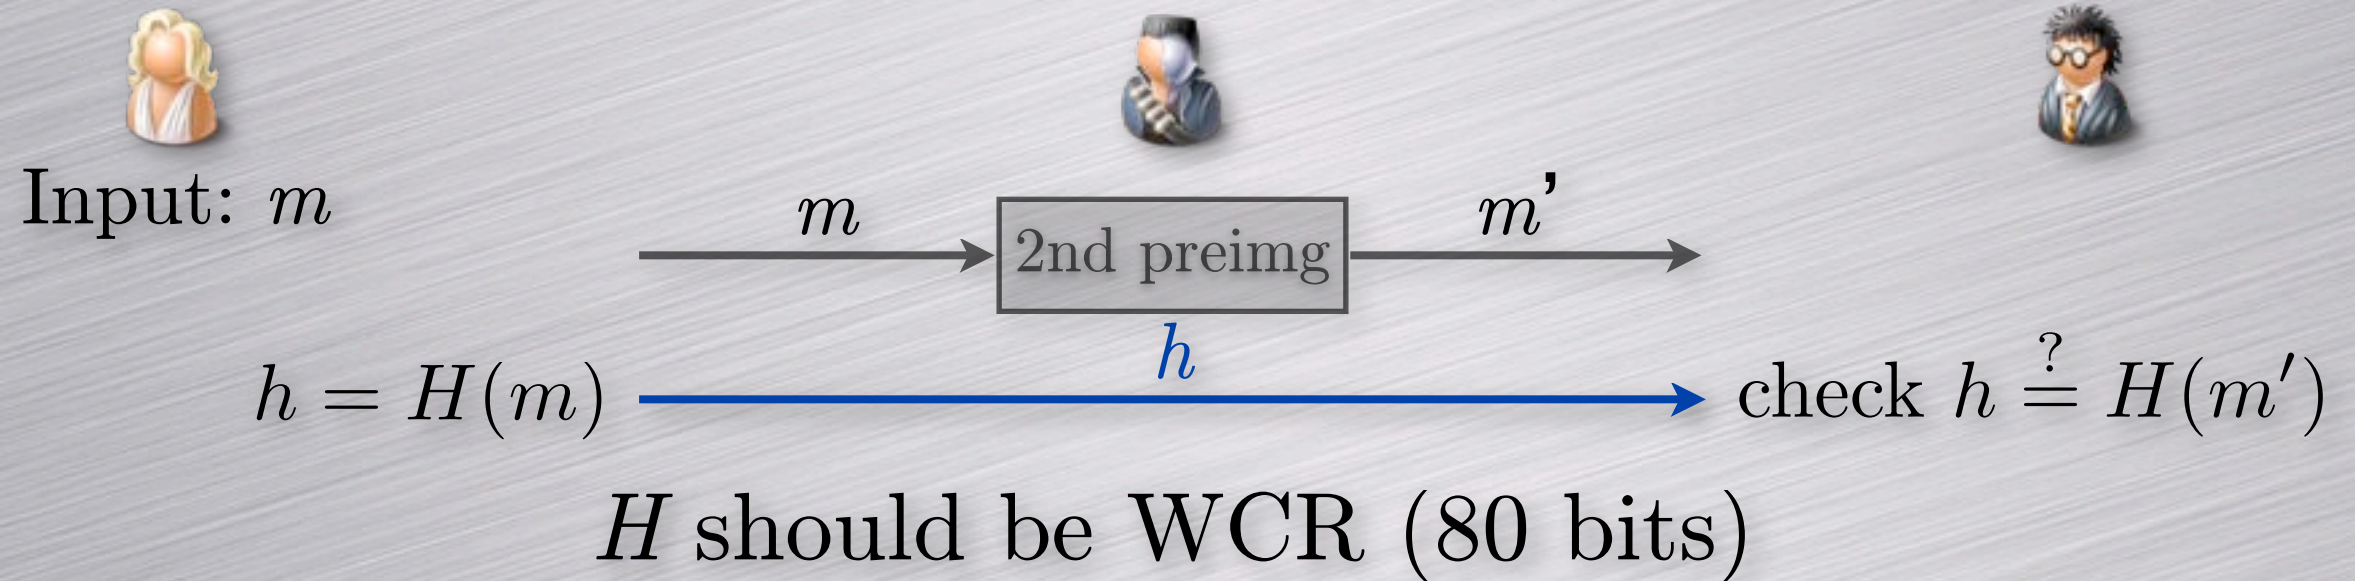 Input: m
m
2nd preimg
m'
h
h = H(m)
check h ?= H(m′)
H should be WCR (80 bits)